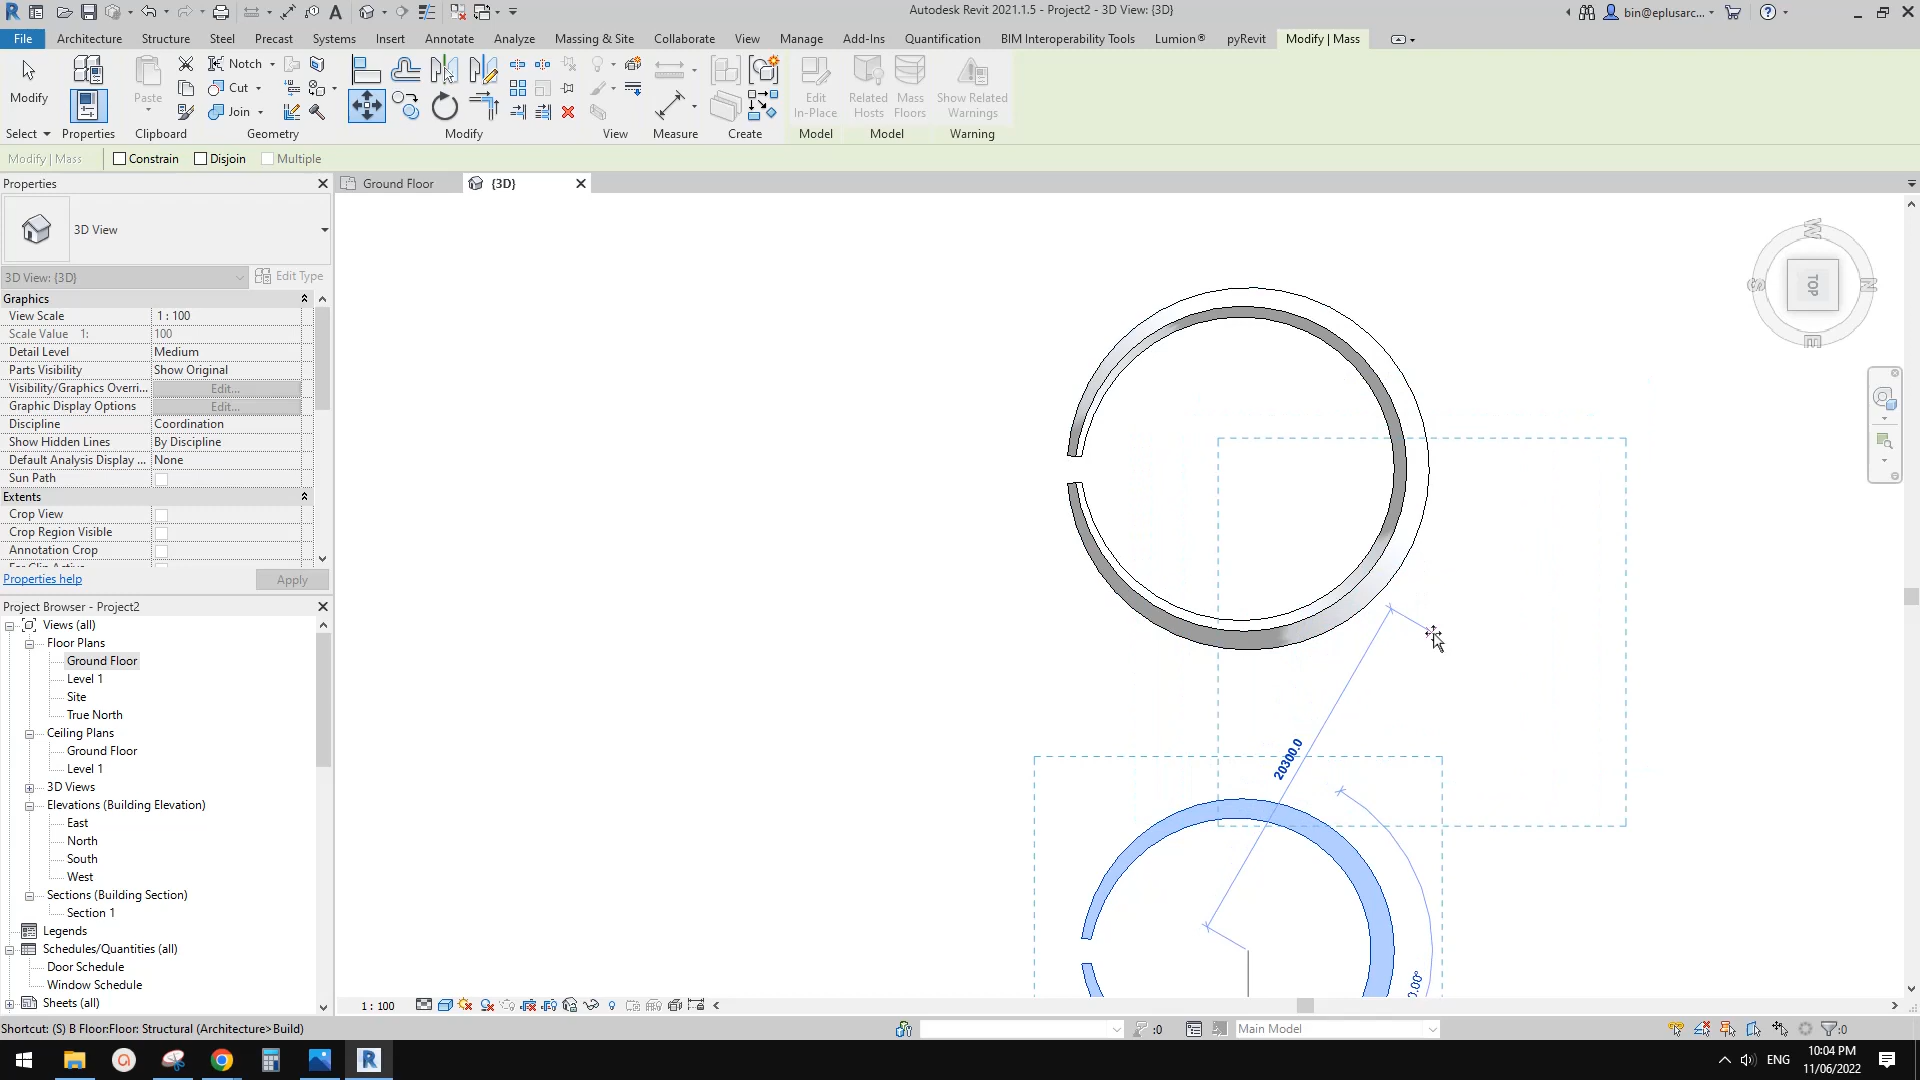 Autodesk Revit 2021.1.5 - Project2 - 3D View: {3D}
bin@eplusarc...
File
Architecture
Structure
Steel
Precast
Systems
Insert
Annotate
Analyze
Massing & Site
Collaborate
View
Manage
Add-Ins
Quantification
BIM Interoperability Tools
Lumion®
pyRevit
Modify | Mass
Modify
Paste
Notch
Cut
Join
Edit
In-Place
Related
Hosts
Mass
Floors
Show Related
Warnings
Select
Properties
Clipboard
Geometry
Modify
View
Measure
Create
Model
Model
Warning
Modify | Mass
Constrain
Disjoin
Multiple
Properties
Ground Floor
{3D}
3D View
3D View: {3D}
Edit Type
Graphics
View Scale 1 : 100
Scale Value 1: 100
Detail Level Medium
Parts Visibility Show Original
Visibility/Graphics Overri... Edit...
Graphic Display Options Edit...
Discipline Coordination
Show Hidden Lines By Discipline
Default Analysis Display ... None
Sun Path
Extents
Crop View
Crop Region Visible
Annotation Crop
Properties help
Apply
Project Browser - Project2
Views (all)
Floor Plans
Ground Floor
Level 1
Site
True North
Ceiling Plans
Ground Floor
Level 1
3D Views
Elevations (Building Elevation)
East
North
South
West
Sections (Building Section)
Section 1
Legends
Schedules/Quantities (all)
Door Schedule
Window Schedule
Sheets (all)
W
S
TOP
N
E
20300.0
1 : 100
Shortcut: (S) B Floor:Floor: Structural (Architecture>Build)
:0
Main Model
:0
ENG
10:04 PM
11/06/2022